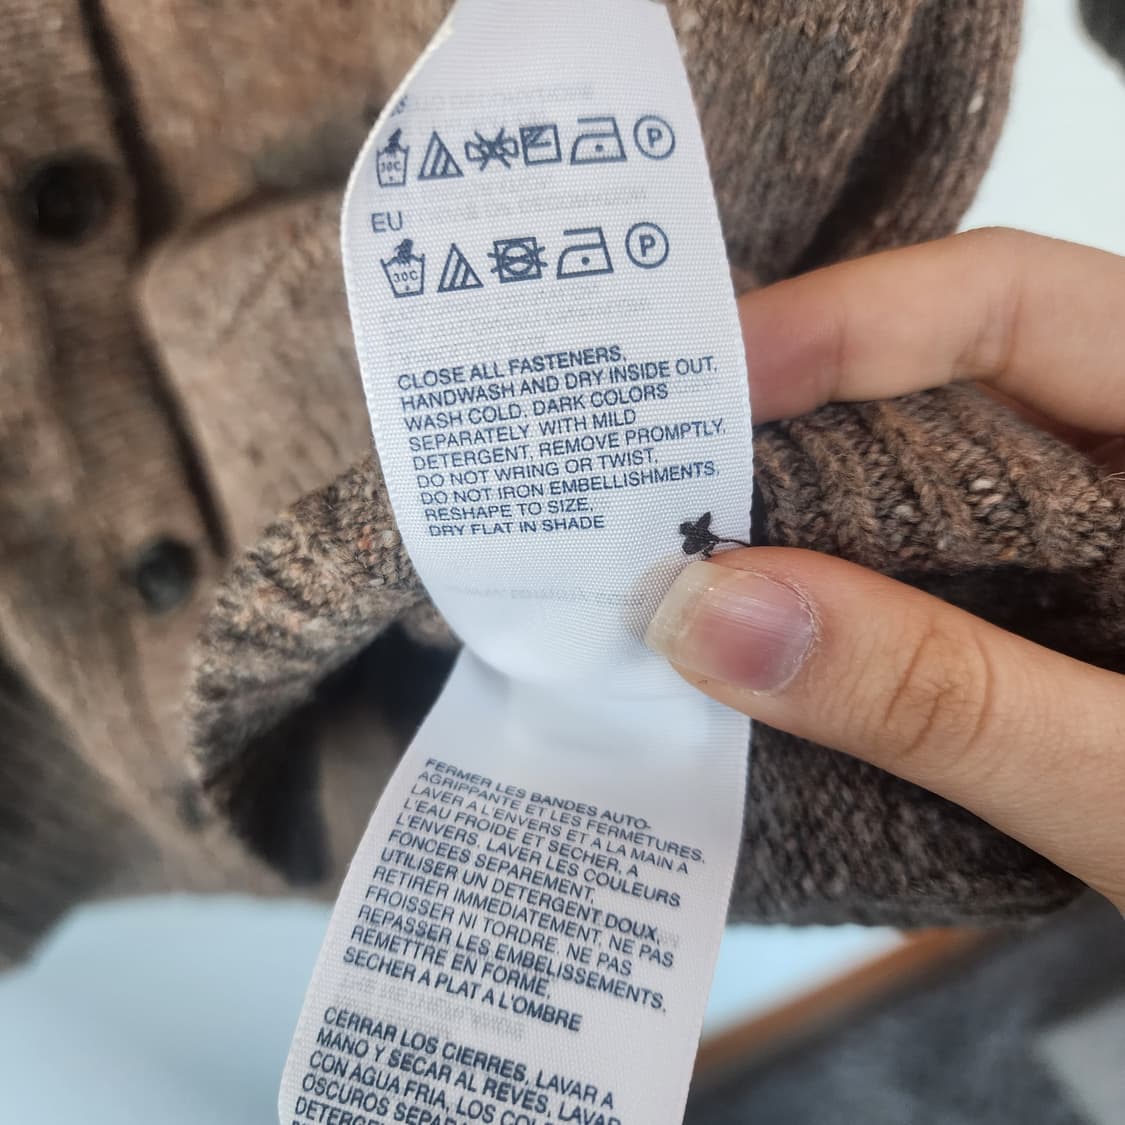 30C
P
EU
30C
P
CLOSE ALL FASTENERS,
HANDWASH AND DRY INSIDE OUT,
WASH COLD, DARK COLORS
SEPARATELY, WITH MILD
DETERGENT, REMOVE PROMPTLY,
DO NOT WRING OR TWIST,
DO NOT IRON EMBELLISHMENTS,
RESHAPE TO SIZE,
DRY FLAT IN SHADE
FERMER LES BANDES AUTO-
AGRIPPANTE ET LES FERMETURES,
LAVER A L'ENVERS ET A LA MAIN A
L'EAU FROIDE ET SECHER, A
L'ENVERS, LAVER LES COULEURS
FONCEES SEPAREMENT,
UTILISER UN DETERGENT DOUX,
RETIRER IMMEDIATEMENT, NE PAS
FROISSER NI TORDRE, NE PAS
REPASSER LES EMBELISSEMENTS,
REMETTRE EN FORME,
SECHER A PLAT A L'OMBRE
CERRAR LOS CIERRES, LAVAR A
MANO Y SECAR AL REVES, LAVAR
CON AGUA FRIA, LOS
OSCUROS